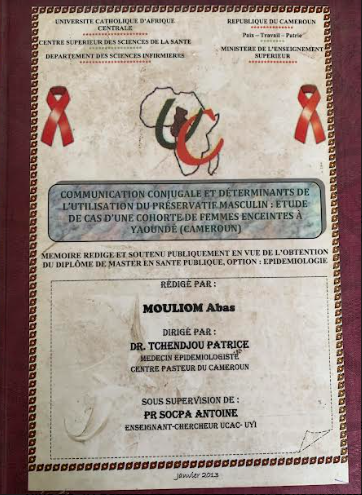 UNIVERSITE CATHOLIQUE D'AFRIQUE
CENTRALE
CENTRE SUPERIEUR DES SCIENCES DE LA SANTE
DEPARTEMENT DES SCIENCES INFIRMIERES
REPUBLIQUE DU CAMEROUN
Paix – Travail – Patrie
MINISTERE DE L'ENSEIGNEMENT
SUPERIEUR
UC
COMMUNICATION CONJUGALE ET DÉTERMINANTS DE
L'UTILISATION DU PRÉSERVATIF MASCULIN : ETUDE
DE CAS D'UNE COHORTE DE FEMMES ENCEINTES À
YAOUNDE (CAMEROUN)
MEMOIRE REDIGE ET SOUTENU PUBLIQUEMENT EN VUE DE L'OBTENTION
DU DIPLÔME DE MASTER EN SANTE PUBLIQUE, OPTION : EPIDEMIOLOGIE
RÉDIGÉ PAR :
MOULIOM Abas
DIRIGÉ PAR :
DR. TCHENDJOU PATRICE
MEDECIN EPIDEMIOLOGISTE
CENTRE PASTEUR DU CAMEROUN
SOUS SUPERVISION DE :
PR SOCPA ANTOINE
ENSEIGNANT-CHERCHEUR UCAC- UYI
janvier 2013